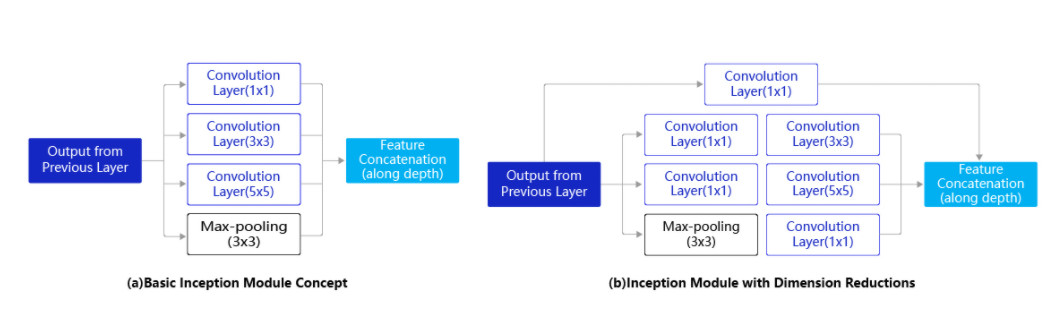 Output from
Previous Layer
Convolution
Layer(1x1)
Convolution
Layer(3x3)
Convolution
Layer(5x5)
Max-pooling
(3x3)
Feature
Concatenation
(along depth)
(a)Basic Inception Module Concept
Output from
Previous Layer
Convolution
Layer(1x1)
Convolution
Layer(1x1)
Convolution
Layer(3x3)
Convolution
Layer(1x1)
Convolution
Layer(5x5)
Max-pooling
(3x3)
Convolution
Layer(1x1)
Feature
Concatenation
(along depth)
(b)Inception Module with Dimension Reductions